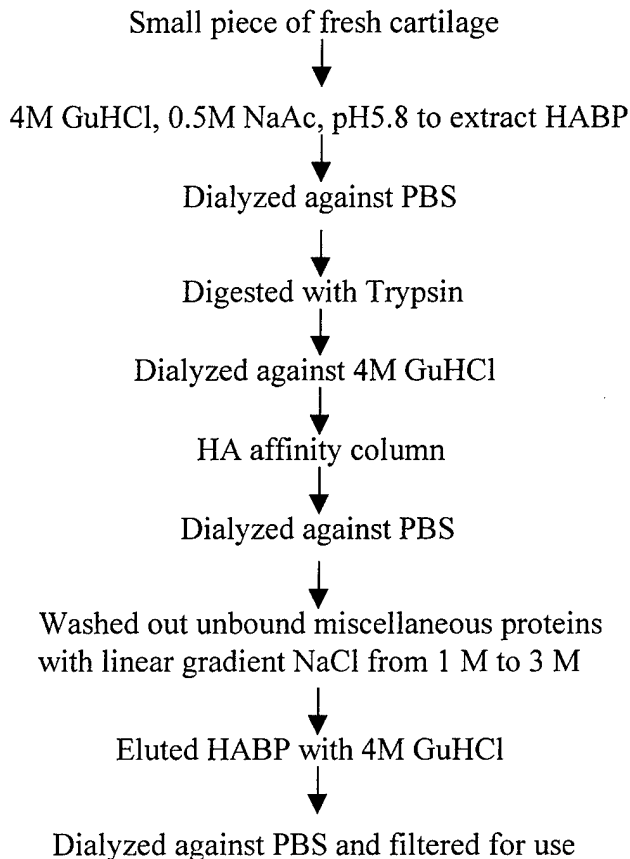 Small piece of fresh cartilage
4M GuHCl, 0.5M NaAc, pH5.8 to extract HABP
Dialyzed against PBS
Digested with Trypsin
Dialyzed against 4M GuHCl
HA affinity column
Dialyzed against PBS
Washed out unbound miscellaneous proteins
with linear gradient NaCl from 1 M to 3 M
Eluted HABP with 4M GuHCl
Dialyzed against PBS and filtered for use